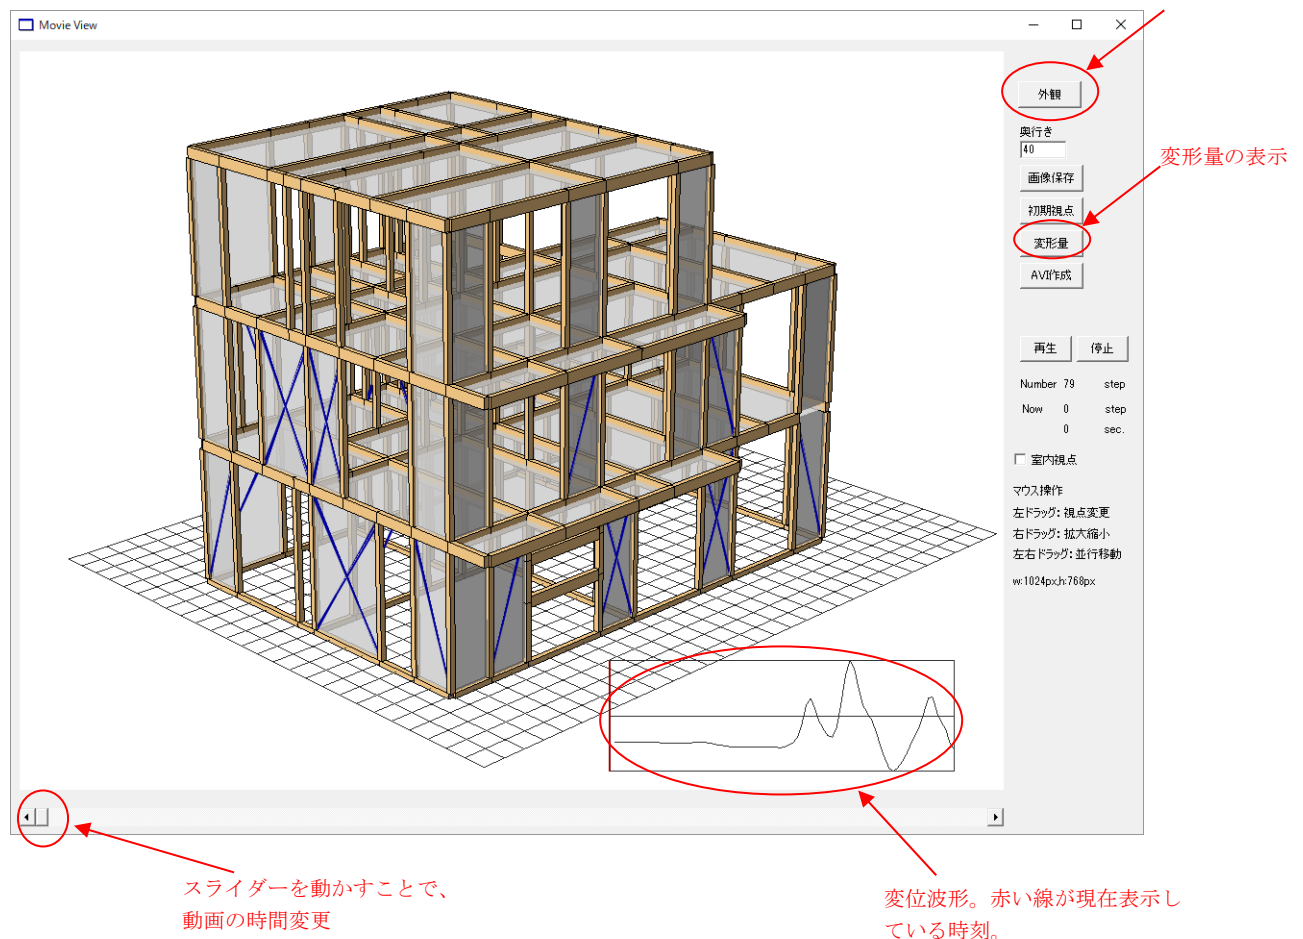 Movie View
外観
奥行き
40
画像保存
初期視点
変形量
AVI作成
変形量の表示
再生 停止
Number 79 step
Now 0 step
0 sec.
室内視点
マウス操作
左ドラッグ:視点変更
右ドラッグ:拡大縮小
左右ドラッグ:並行移動
w:1024px,h:768px
スライダーを動かすことで、
動画の時間変更
変位波形。赤い線が現在表示し
ている時刻。